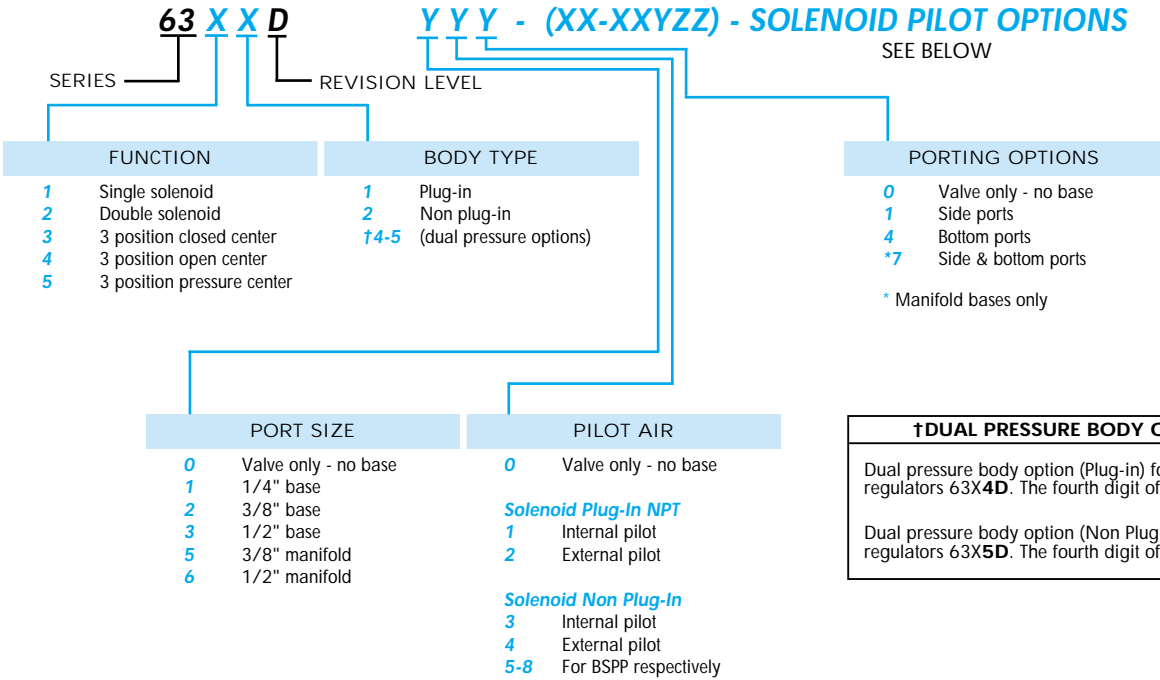 63 X X D Y Y Y - (XX-XXYZZ) - SOLENOID PILOT OPTIONS
SEE BELOW
SERIES
REVISION LEVEL
FUNCTION
1 Single solenoid
2 Double solenoid
3 3 position closed center
4 3 position open center
5 3 position pressure center
BODY TYPE
1 Plug-in
2 Non plug-in
†4-5 (dual pressure options)
PORTING OPTIONS
0 Valve only - no base
1 Side ports
4 Bottom ports
*7 Side & bottom ports
* Manifold bases only
PORT SIZE
0 Valve only - no base
1 1/4" base
2 3/8" base
3 1/2" base
5 3/8" manifold
6 1/2" manifold
PILOT AIR
0 Valve only - no base
Solenoid Plug-In NPT
1 Internal pilot
2 External pilot
Solenoid Non Plug-In
3 Internal pilot
4 External pilot
5-8 For BSPP respectively
†DUAL PRESSURE BODY
Dual pressure body option (Plug-in)
regulators 63X4D. The fourth digit of
Dual pressure body option (Non Plug
regulators 63X5D. The fourth digit of